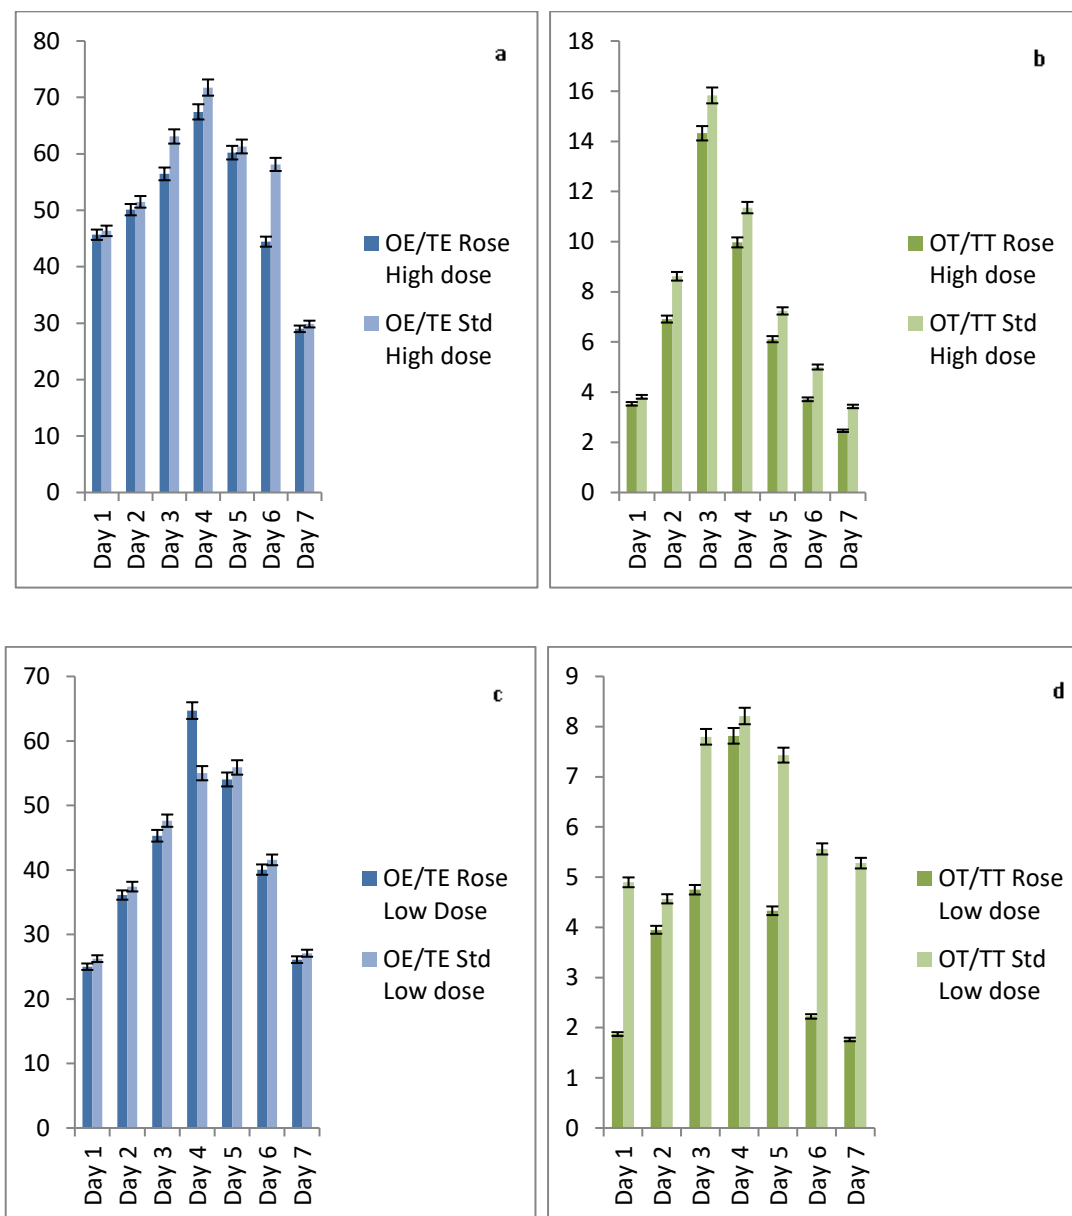 a
80
70
60
50
40
30
20
10
0
Day 1
Day 2
Day 3
Day 4
Day 5
Day 6
Day 7
OE/TE Rose
High dose
OE/TE Std
High dose
b
18
16
14
12
10
8
6
4
2
0
Day 1
Day 2
Day 3
Day 4
Day 5
Day 6
Day 7
OT/TT Rose
High dose
OT/TT Std
High dose
c
70
60
50
40
30
20
10
0
Day 1
Day 2
Day 3
Day 4
Day 5
Day 6
Day 7
OE/TE Rose
Low Dose
OE/TE Std
Low dose
d
9
8
7
6
5
4
3
2
1
0
Day 1
Day 2
Day 3
Day 4
Day 5
Day 6
Day 7
OT/TT Rose
Low dose
OT/TT Std
Low dose